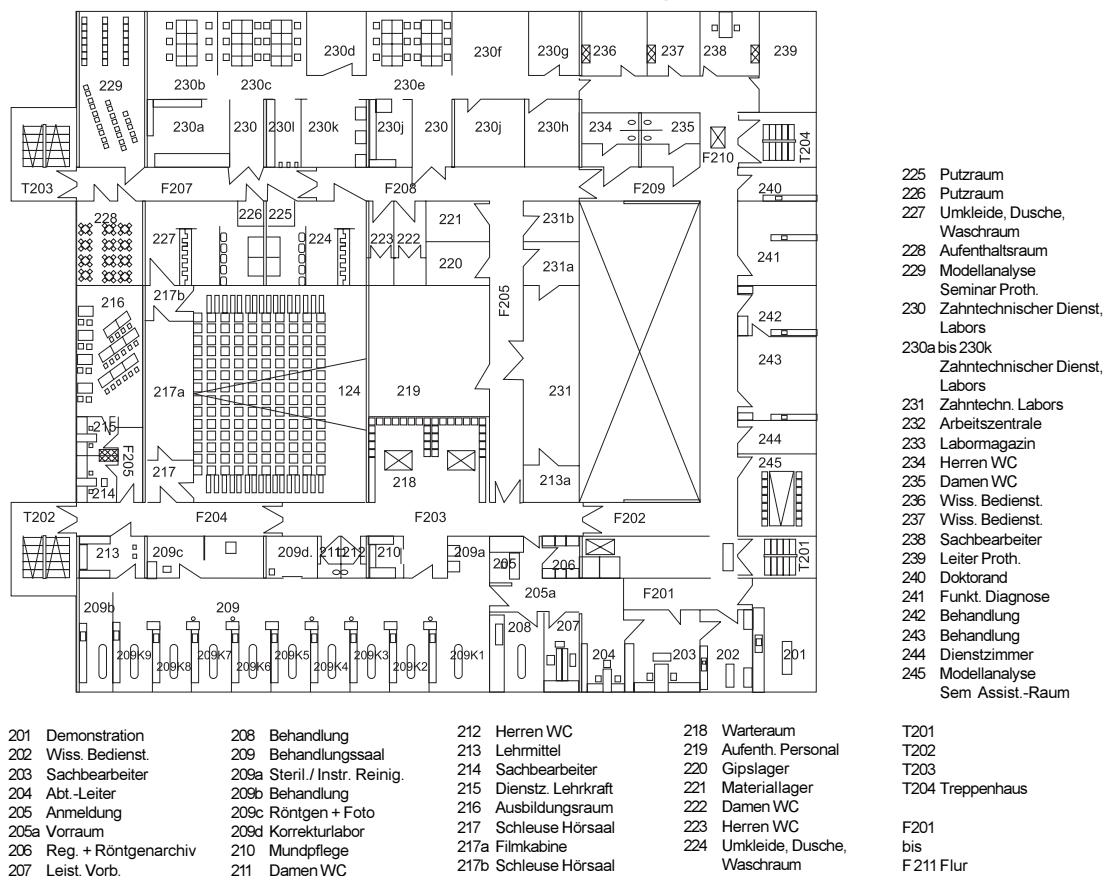 230d
230f
230g
236
237
238
239
229
230b
230c
230e
230a
230
230l
230k
230j
230
230j
230h
234
235
F210
T204
T203
F207
F208
F209
240
228
227
226
225
224
223
222
221
220
231b
231a
241
216
217b
F205
242
243
217a
124
219
231
215
F205
217
214
218
213a
244
245
T202
F204
F203
F202
213
209c
209d.
211
212
210
209a
205
206
T201
205a
F201
209b
209
208
207
209K9
209K8
209K7
209K6
209K5
209K4
209K3
209K2
209K1
204
203
202
201
225 Putzraum
226 Putzraum
227 Umkleide, Dusche,
Waschraum
228 Aufenthaltsraum
229 Modellanalyse
Seminar Proth.
230 Zahntechnischer Dienst,
Labors
230a bis 230k
Zahntechnischer Dienst,
Labors
231 Zahntechn. Labors
232 Arbeitszentrale
233 Labormagazin
234 Herren WC
235 Damen WC
236 Wiss. Bedienst.
237 Wiss. Bedienst.
238 Sachbearbeiter
239 Leiter Proth.
240 Doktorand
241 Funkt. Diagnose
242 Behandlung
243 Behandlung
244 Dienstzimmer
245 Modellanalyse
Sem Assist.-Raum
201 Demonstration
202 Wiss. Bedienst.
203 Sachbearbeiter
204 Abt.-Leiter
205 Anmeldung
205a Vorraum
206 Reg. + Röntgenarchiv
207 Leist. Vorb.
208 Behandlung
209 Behandlungssaal
209a Steril./ Instr. Reinig.
209b Behandlung
209c Röntgen + Foto
209d Korrekturlabor
210 Mundpflege
211 Damen WC
212 Herren WC
213 Lehrmittel
214 Sachbearbeiter
215 Dienstz. Lehrkraft
216 Ausbildungsraum
217 Schleuse Hörsaal
217a Filmkabine
217b Schleuse Hörsaal
218 Warteraum
219 Aufenth. Personal
220 Gipslager
221 Materiallager
222 Damen WC
223 Herren WC
224 Umkleide, Dusche,
Waschraum
T201
T202
T203
T204 Treppenhaus
F201
bis
F 211 Flur